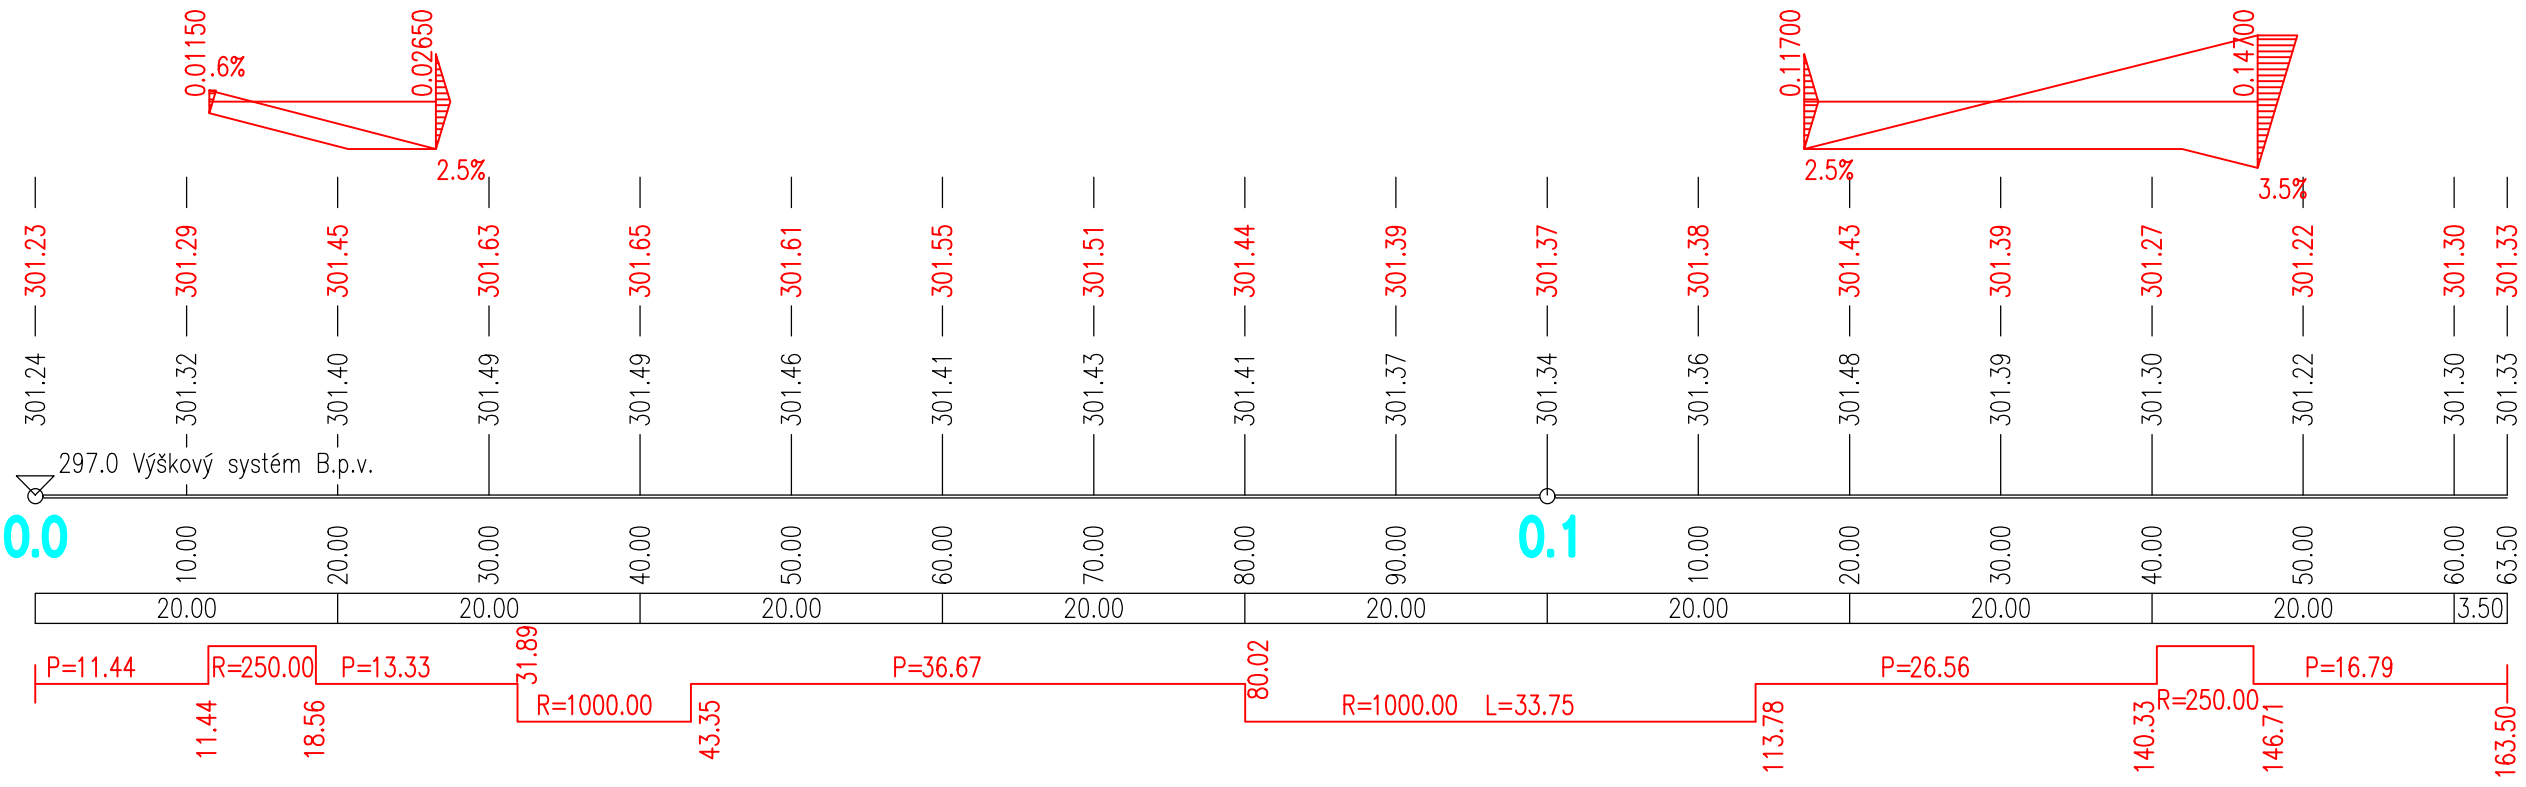 0.01150 0.02650 0.11700 0.14700
.6%
2.5% 2.5% 3.5%
301.23 301.29 301.45 301.63 301.65 301.61 301.55 301.51 301.44 301.39 301.37 301.38 301.43 301.39 301.27 301.22 301.30 301.33
301.24 301.32 301.40 301.49 301.49 301.46 301.41 301.43 301.41 301.37 301.34 301.36 301.48 301.39 301.30 301.22 301.30 301.33
297.0 Výškový systém B.p.v.
0.0 10.00 20.00 30.00 40.00 50.00 60.00 70.00 80.00 90.00 0.1 10.00 20.00 30.00 40.00 50.00 60.00 63.50
20.00 20.00 20.00 20.00 20.00 20.00 20.00 20.00 3.50
P=11.44 R=250.00 P=13.33 31.89 P=36.67 80.02 P=26.56 P=16.79
R=1000.00 R=1000.00 L=33.75 R=250.00
11.44 18.56 43.35 113.78 140.33 146.71 163.50